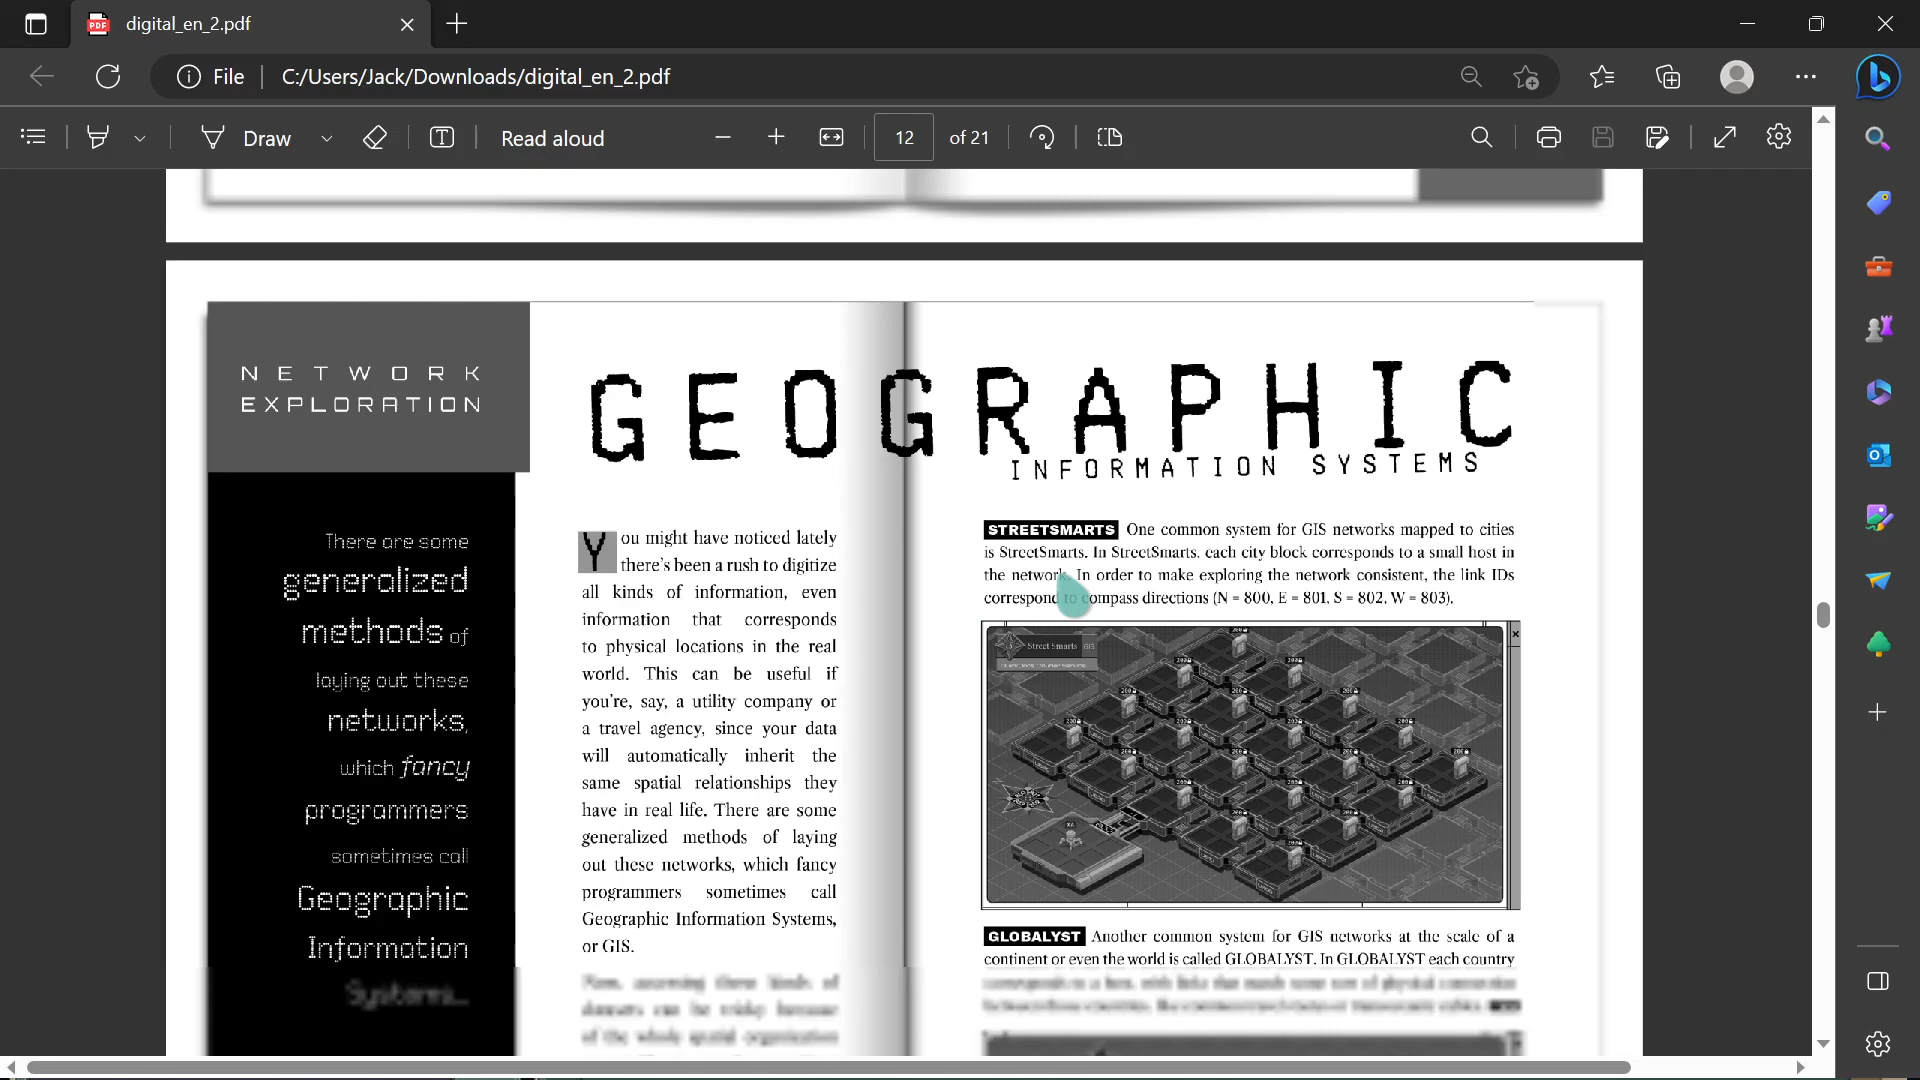 digital_en_2.pdf
File
C:/Users/Jack/Downloads/digital_en_2.pdf
Draw
Read aloud
12
of 21
NETWORK
EXPLORATION
GEOGRAPHIC
INFORMATION SYSTEMS
There are some
generalized
methods of
laying out these
networks,
which fancy
programmers
sometimes call
Geographic
Information
Systems...
You might have noticed lately
there's been a rush to digitize
all kinds of information, even
information that corresponds
to physical locations in the real
world. This can be useful if
you're, say, a utility company or
a travel agency, since your data
will automatically inherit the
same spatial relationships they
have in real life. There are some
generalized methods of laying
out these networks, which fancy
programmers sometimes call
Geographic Information Systems,
or GIS.
STREETSMARTS One common system for GIS networks mapped to cities
is StreetSmarts. In StreetSmarts, each city block corresponds to a small host in
the network. In order to make exploring the network consistent, the link IDs
correspond to compass directions (N = 800, E = 801, S = 802, W = 803).
Street Smarts GIS
GLOBALYST Another common system for GIS networks at the scale of a
continent or even the world is called GLOBALYST. In GLOBALYST each country